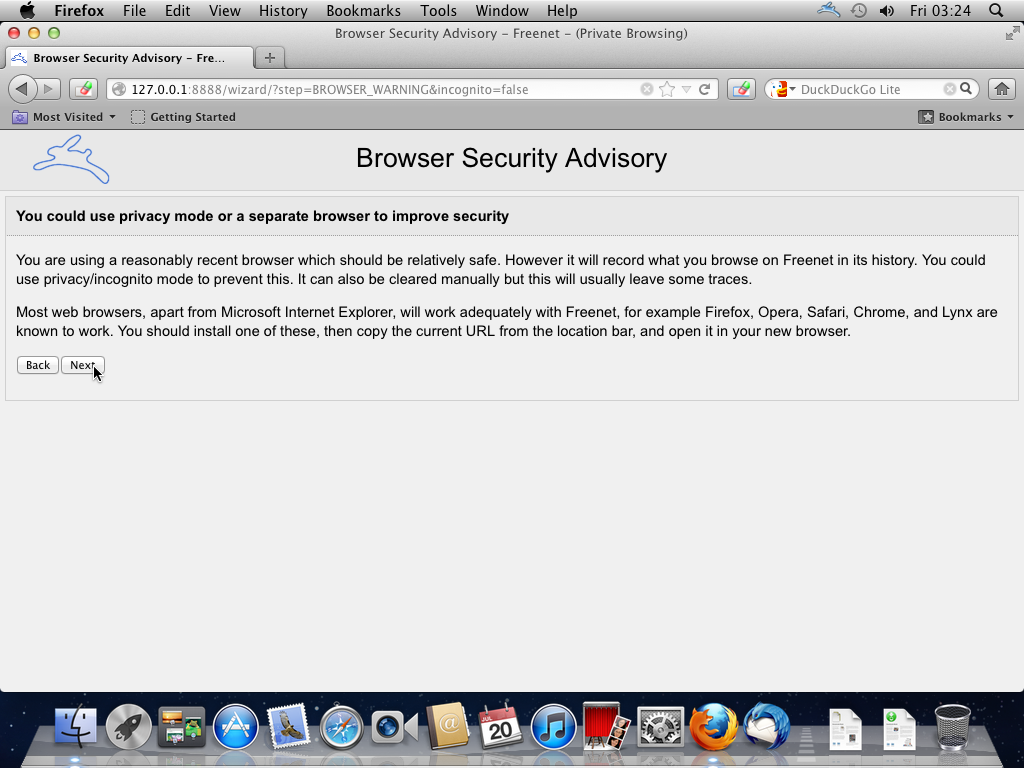 Firefox File Edit View History Bookmarks Tools Window Help Fri 03:24
Browser Security Advisory – Freenet – (Private Browsing)
Browser Security Advisory – Fre...
127.0.0.1:8888/wizard/?step=BROWSER_WARNING&incognito=false DuckDuckGo Lite
Most Visited Getting Started Bookmarks
Browser Security Advisory
You could use privacy mode or a separate browser to improve security
You are using a reasonably recent browser which should be relatively safe. However it will record what you browse on Freenet in its history. You could
use privacy/incognito mode to prevent this. It can also be cleared manually but this will usually leave some traces.
Most web browsers, apart from Microsoft Internet Explorer, will work adequately with Freenet, for example Firefox, Opera, Safari, Chrome, and Lynx are
known to work. You should install one of these, then copy the current URL from the location bar, and open it in your new browser.
Back Next
JUL
20